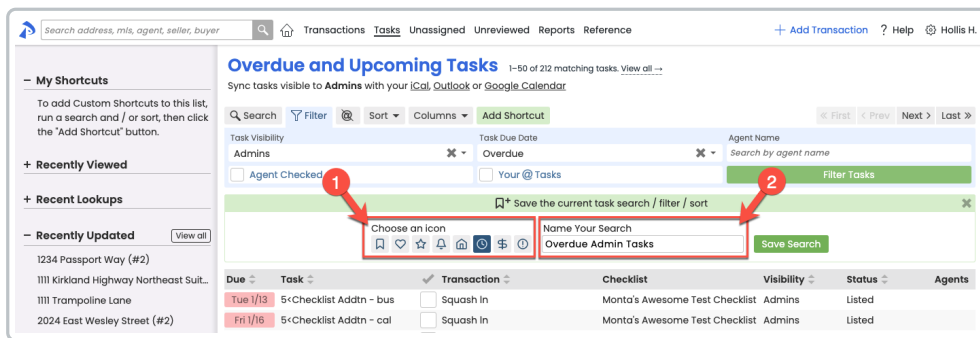 Search address, mls, agent, seller, buyer
Transactions Tasks Unassigned Unreviewed Reports Reference
+ Add Transaction ? Help Hollis H.
– My Shortcuts
To add Custom Shortcuts to this list,
run a search and / or sort, then click
the "Add Shortcut" button.
+ Recently Viewed
+ Recent Lookups
– Recently Updated View all
1234 Passport Way (#2)
1111 Kirkland Highway Northeast Suit...
1111 Trampoline Lane
2024 East Wesley Street (#2)
Overdue and Upcoming Tasks 1–50 of 212 matching tasks. View all →
Sync tasks visible to Admins with your iCal, Outlook or Google Calendar
Search Filter Sort Columns Add Shortcut
« First < Prev Next > Last »
Task Visibility Task Due Date Agent Name
Admins Overdue Search by agent name
Agent Checked Your @ Tasks Filter Tasks
1 2
Save the current task search / filter / sort
Choose an icon Name Your Search
Overdue Admin Tasks Save Search
Due Task Transaction Checklist Visibility Status Agents
Tue 1/13 5<Checklist Addtn - bus Squash In Monta's Awesome Test Checklist Admins Listed
Fri 1/16 5<Checklist Addtn - cal Squash In Monta's Awesome Test Checklist Admins Listed